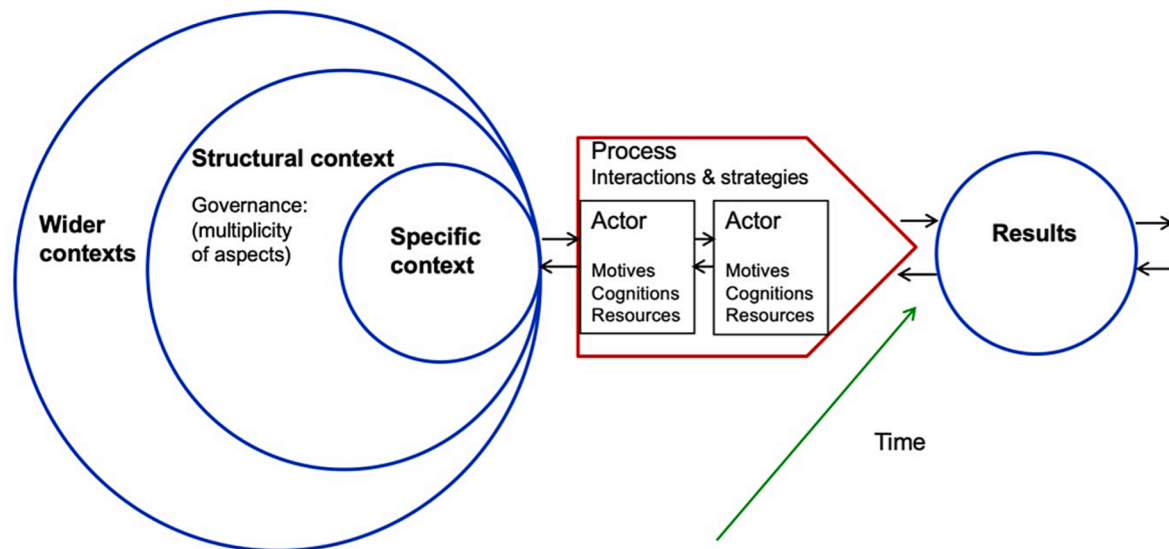 Wider
contexts
Structural context
Governance:
(multiplicity
of aspects)
Specific
context
Process
Interactions & strategies
Actor
Motives
Cognitions
Resources
Actor
Motives
Cognitions
Resources
Results
Time